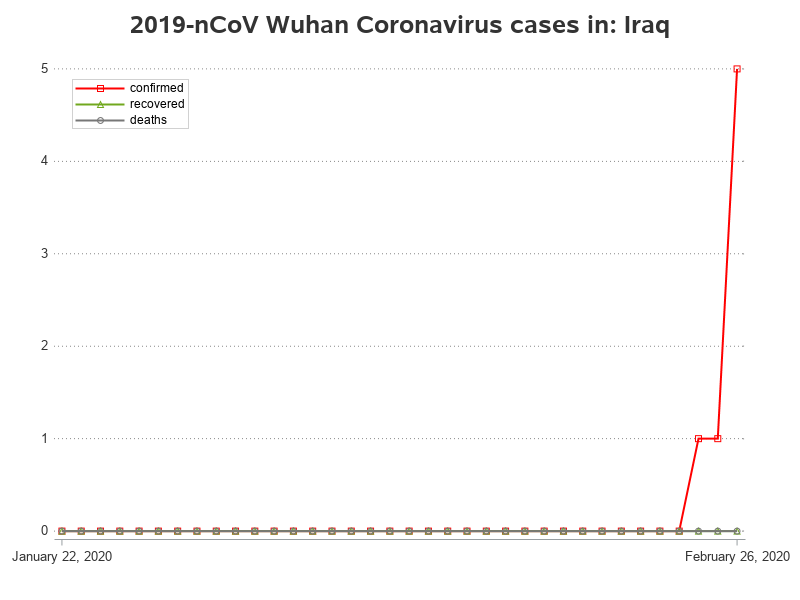 2019-nCoV Wuhan Coronavirus cases in: Iraq
5
confirmed
recovered
deaths
4
3
2
1
0
January 22, 2020
February 26, 2020